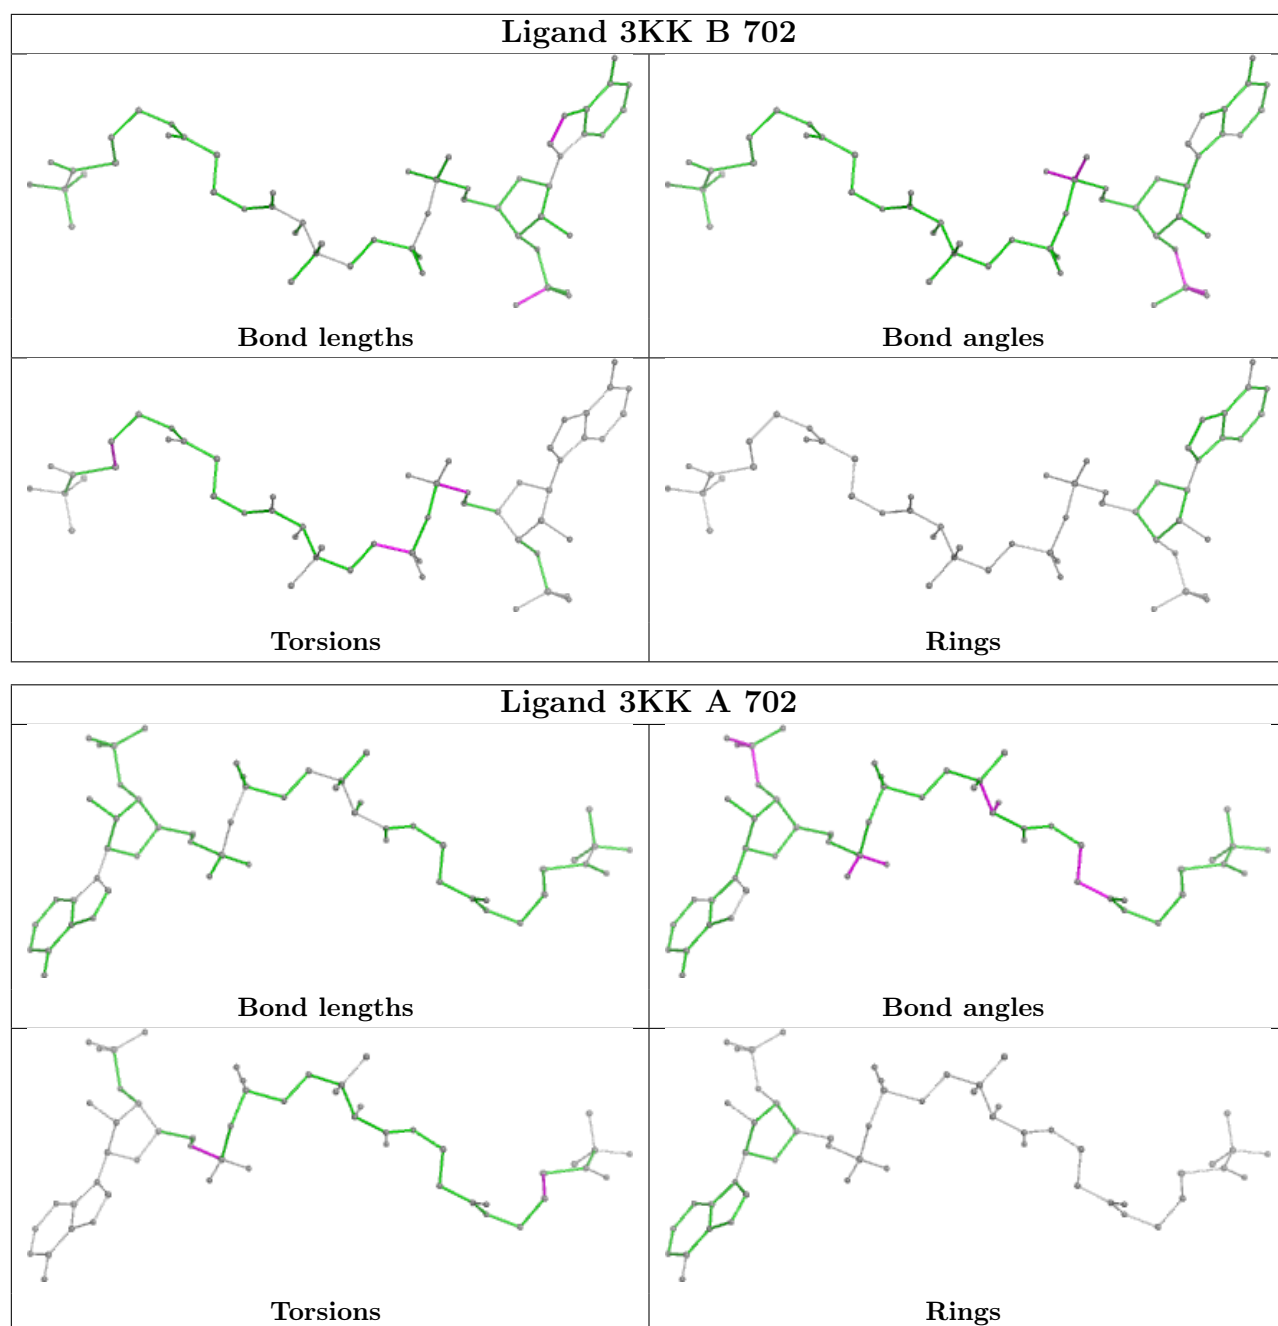 Ligand 3KK B 702
Bond lengths
Bond angles
Torsions
Rings
Ligand 3KK A 702
Bond lengths
Bond angles
Torsions
Rings